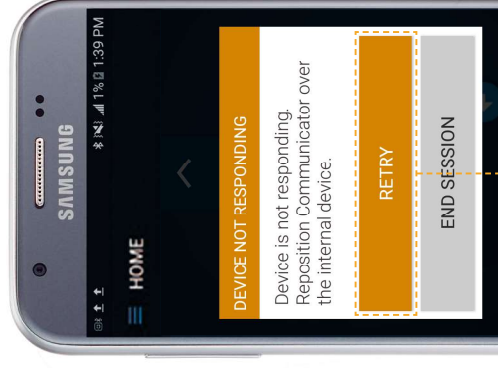 SAMSUNG
1% 1:39 PM
HOME
DEVICE NOT RESPONDING
Device is not responding.
Reposition Communicator over
the internal device.
RETRY
END SESSION